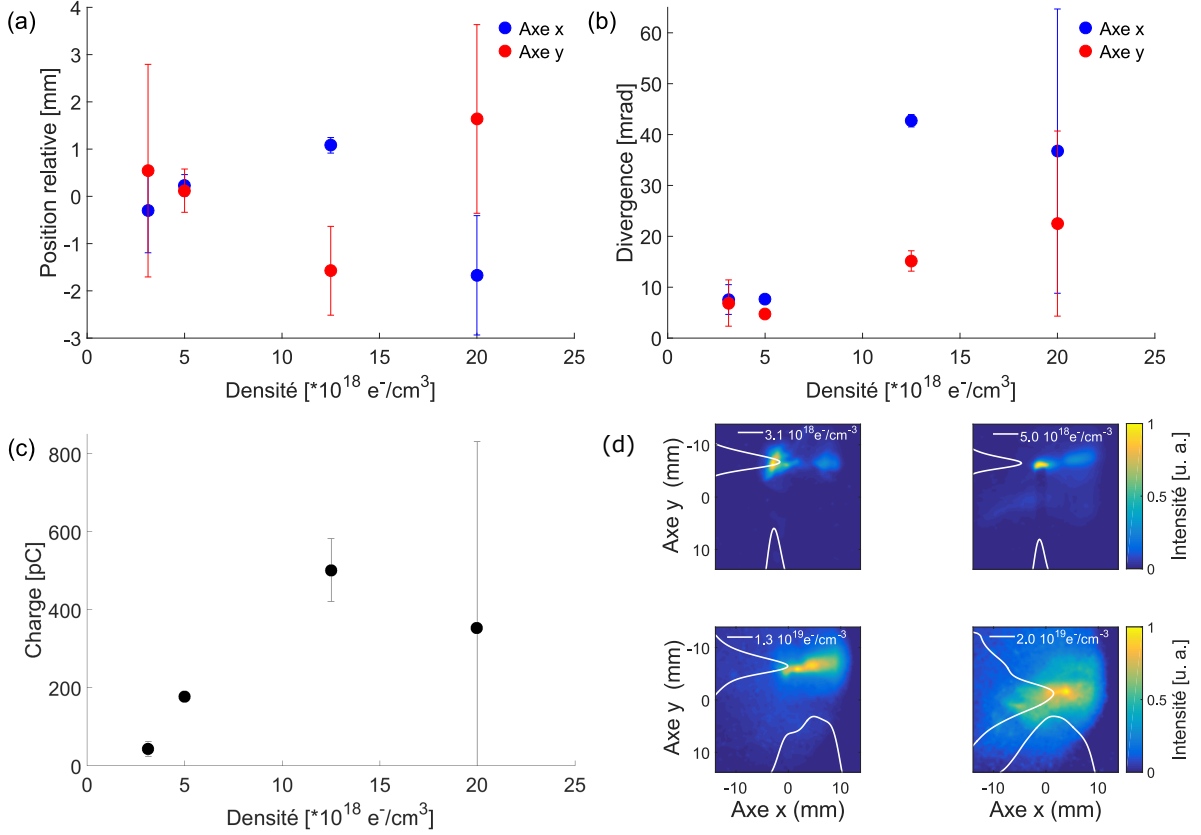 (a)
Axe x
Axe y
Position relative [mm]
4
3
2
1
0
-1
-2
-3
0 5 10 15 20 25
Densité [*10^18 e^-/cm^3]
(b)
Axe x
Axe y
Divergence [mrad]
60
50
40
30
20
10
0
0 5 10 15 20 25
Densité [*10^18 e^-/cm^3]
(c)
Charge [pC]
800
600
400
200
0
0 5 10 15 20 25
Densité [*10^18 e^-/cm^3]
(d)
3.1 10^18e^-/cm^-3
5.0 10^18e^-/cm^-3
Axe y (mm)
-10
0
10
Intensité [u. a.]
1
0.5
0
1.3 10^19e^-/cm^-3
2.0 10^19e^-/cm^-3
Axe y (mm)
-10
0
10
Intensité [u. a.]
1
0.5
0
-10 0 10
Axe x (mm)
-10 0 10
Axe x (mm)